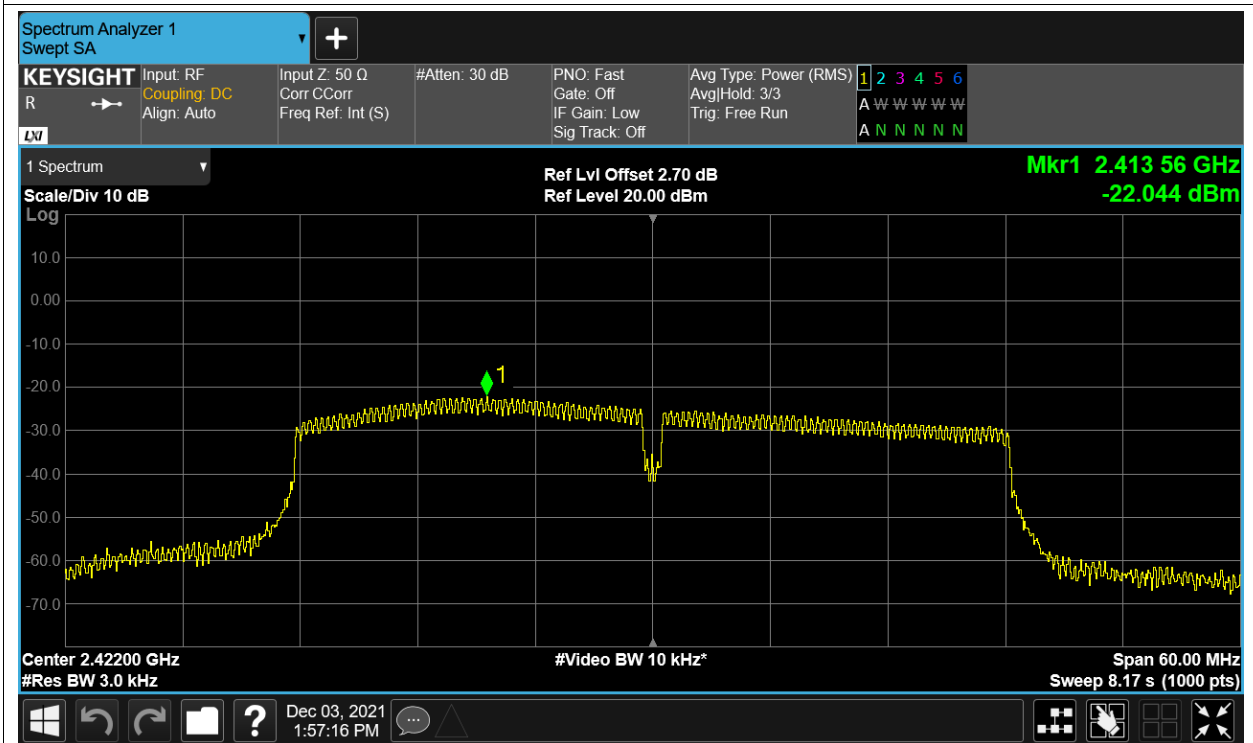 Spectrum Analyzer 1
Swept SA
KEYSIGHT
R
LXI
Input: RF
Coupling: DC
Align: Auto
Input Z: 50 Ω
Corr CCorr
Freq Ref: Int (S)
#Atten: 30 dB
PNO: Fast
Gate: Off
IF Gain: Low
Sig Track: Off
Avg Type: Power (RMS)
Avg|Hold: 3/3
Trig: Free Run
1 2 3 4 5 6
A W W W W W
A N N N N N
1 Spectrum
Scale/Div 10 dB
Ref Lvl Offset 2.70 dB
Ref Level 20.00 dBm
Mkr1 2.413 56 GHz
-22.044 dBm
Log
10.0
0.00
-10.0
-20.0
-30.0
-40.0
-50.0
-60.0
-70.0
1
Center 2.42200 GHz
#Res BW 3.0 kHz
#Video BW 10 kHz*
Span 60.00 MHz
Sweep 8.17 s (1000 pts)
?
Dec 03, 2021
1:57:16 PM